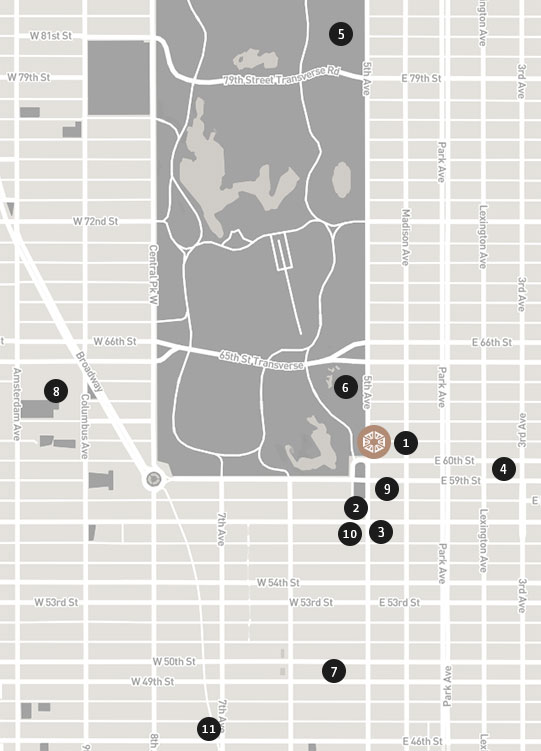 W 81st St
5
ington Ave
W 79th St
79th Street Transverse Rd
5th Ave
E 79th St
3rd Ave
Park Ave
W 72nd St
Madison Ave
Lexington Ave
Central Pk W
3rd Ave
W 66th St
E 66th St
65th St Transverse
Broadway
Amsterdam Ave
Columbus Ave
8
6
5th Ave
Park Ave
3rd Ave
1
E 60th St
4
E 59th St
9
E
2
10
3
7th Ave
Lexington Ave
Park Ave
W 54th St
3rd Ave
W 53rd St
W 53rd St
E 53rd St
W 50th St
7
W 49th St
Park Ave
7th Ave
11
8th
9
E 46th St
Le